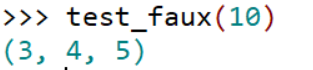 >>> test_faux(10)
(3, 4, 5)